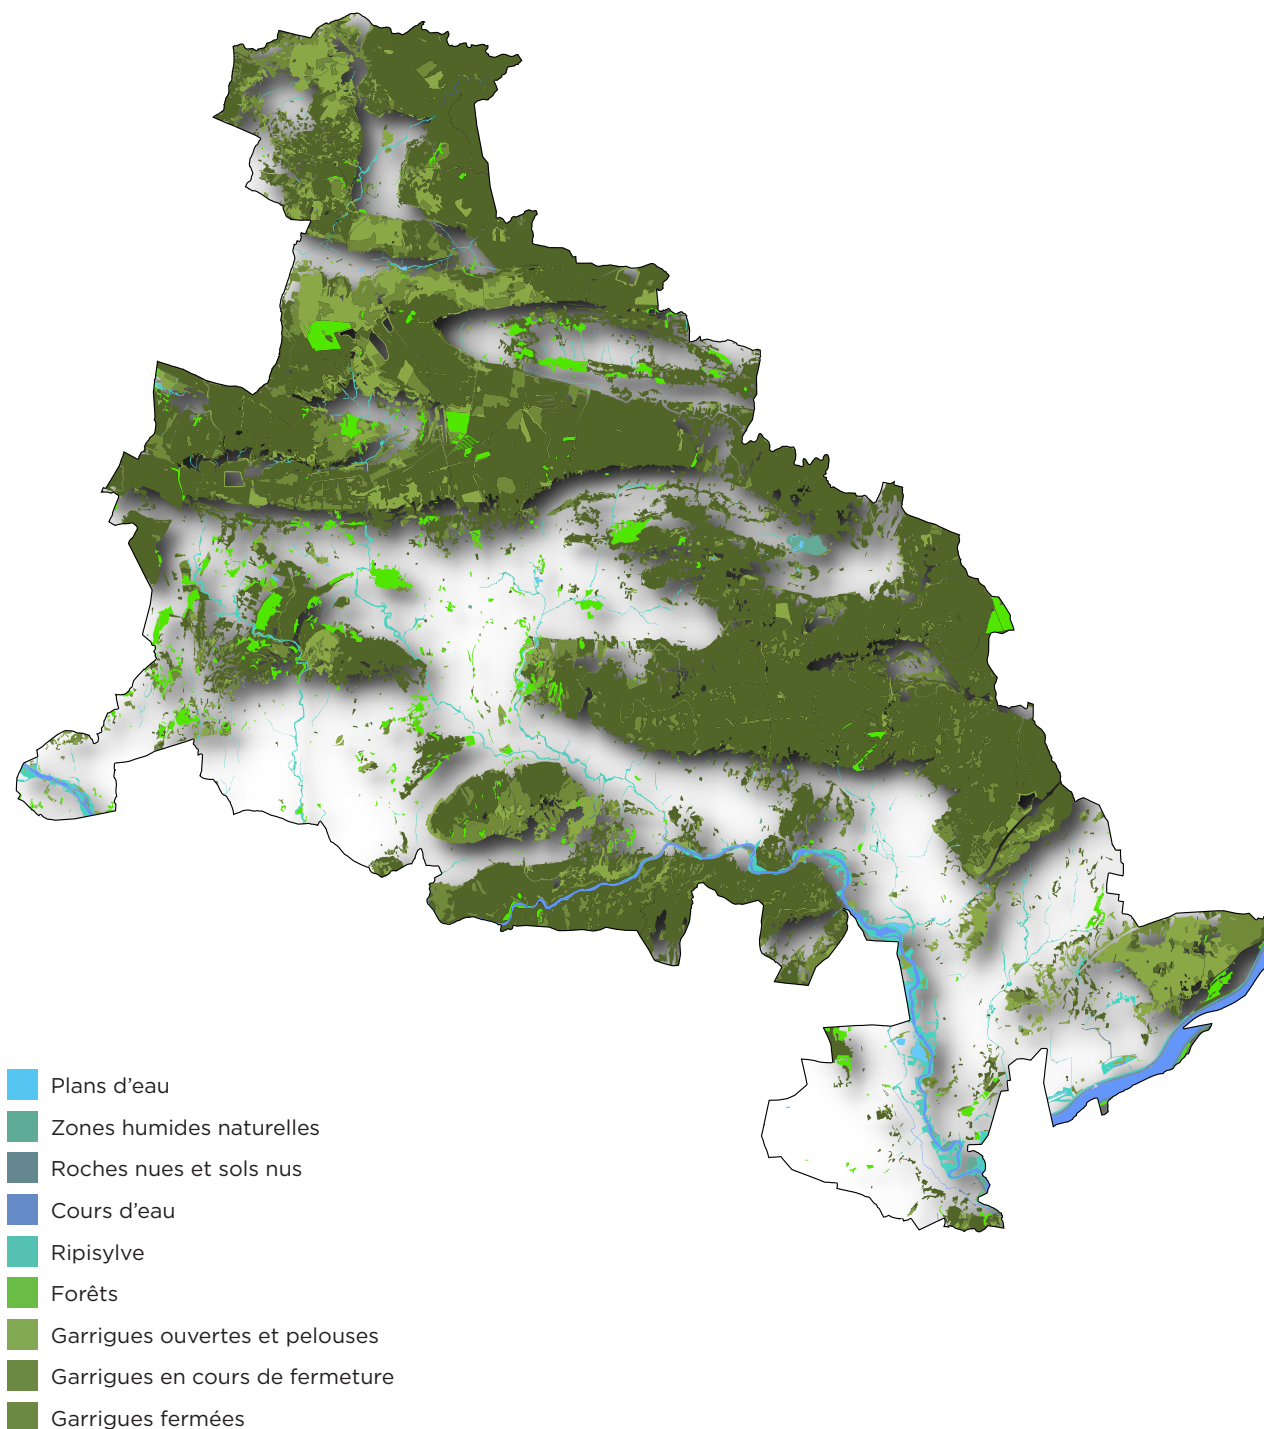 Plans d'eau
Zones humides naturelles
Roches nues et sols nus
Cours d'eau
Ripisylve
Forêts
Garrigues ouvertes et pelouses
Garrigues en cours de fermeture
Garrigues fermées